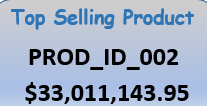 Top Selling Product
PROD_ID_002
$33,011,143.95